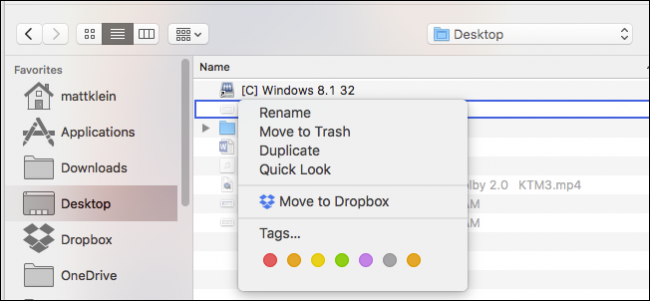 Desktop
Favorites
Name
mattklein
[C] Windows 8.1 32
Rename
Applications
Move to Trash
Duplicate
Downloads
Quick Look
olby 2.0 KTM3.mp4
Desktop
Move to Dropbox
AM
AM
Dropbox
Tags...
OneDrive